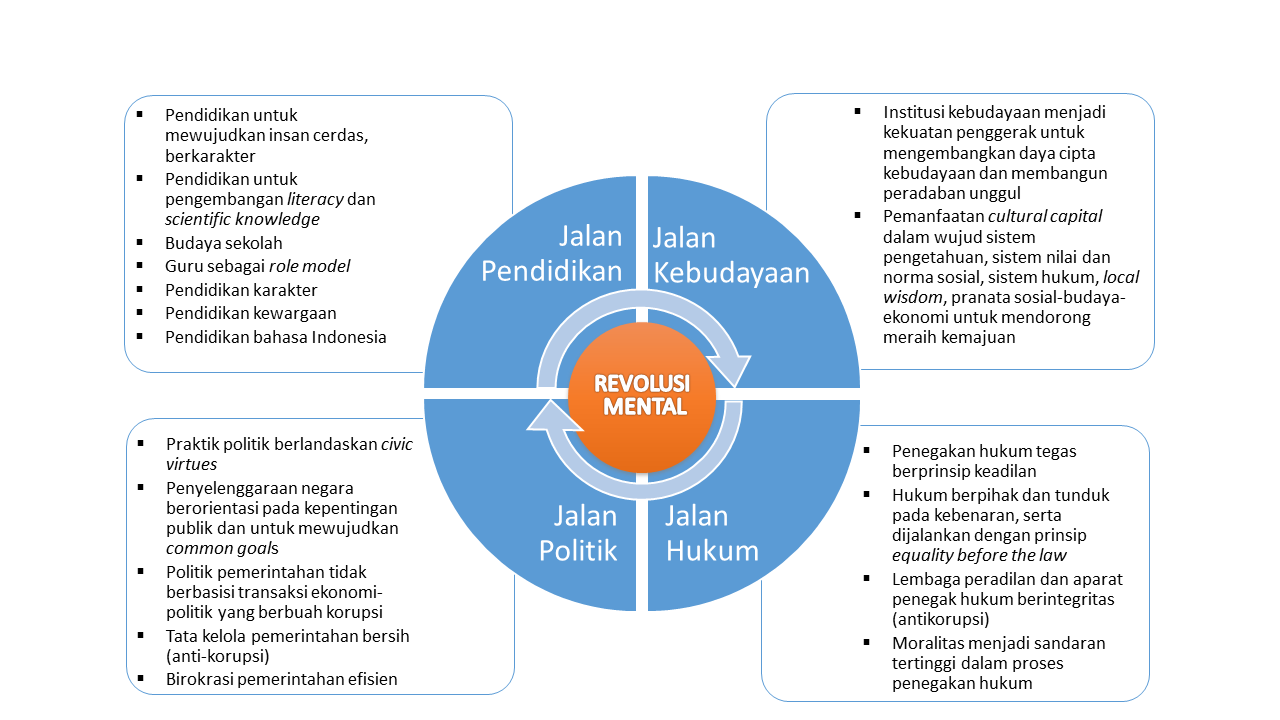 ▪ Pendidikan untuk
mewujudkan insan cerdas,
berkarakter
▪ Pendidikan untuk
pengembangan literacy dan
scientific knowledge
▪ Budaya sekolah
▪ Guru sebagai role model
▪ Pendidikan karakter
▪ Pendidikan kewargaan
▪ Pendidikan bahasa Indonesia
▪ Institusi kebudayaan menjadi
kekuatan penggerak untuk
mengembangkan daya cipta
kebudayaan dan membangun
peradaban unggul
▪ Pemanfaatan cultural capital
dalam wujud sistem
pengetahuan, sistem nilai dan
norma sosial, sistem hukum, local
wisdom, pranata sosial-budaya-
ekonomi untuk mendorong
meraih kemajuan
Jalan
Pendidikan
Jalan
Kebudayaan
REVOLUSI
MENTAL
Jalan
Politik
Jalan
Hukum
▪ Praktik politik berlandaskan civic
virtues
▪ Penyelenggaraan negara
berorientasi pada kepentingan
publik dan untuk mewujudkan
common goals
▪ Politik pemerintahan tidak
berbasisi transaksi ekonomi-
politik yang berbuah korupsi
▪ Tata kelola pemerintahan bersih
(anti-korupsi)
▪ Birokrasi pemerintahan efisien
▪ Penegakan hukum tegas
berprinsip keadilan
▪ Hukum berpihak dan tunduk
pada kebenaran, serta
dijalankan dengan prinsip
equality before the law
▪ Lembaga peradilan dan aparat
penegak hukum berintegritas
(antikorupsi)
▪ Moralitas menjadi sandaran
tertinggi dalam proses
penegakan hukum